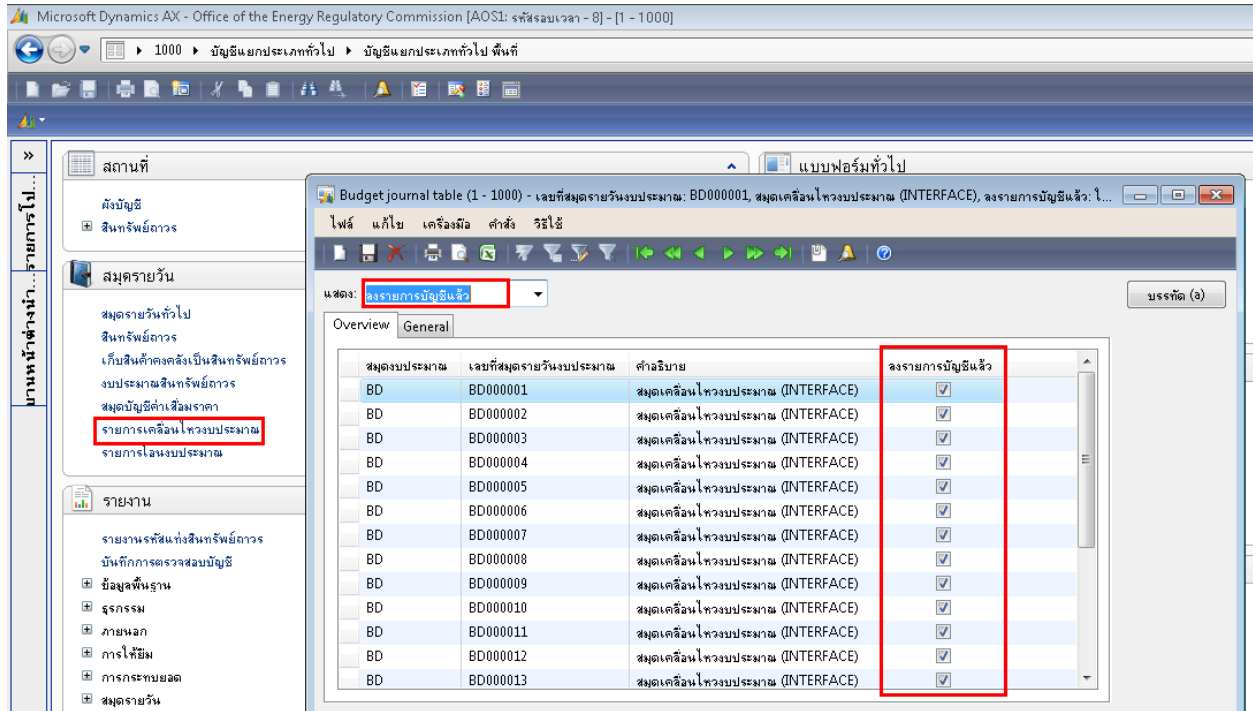 Microsoft Dynamics AX - Office of the Energy Regulatory Commission [AOS1: รหัสรอบเวลา - 8] - [1 - 1000]
1000 บัญชีแยกประเภททั่วไป บัญชีแยกประเภททั่วไป พื้นที่
สถานที่
แบบฟอร์มทั่วไป
ผังบัญชี
สินทรัพย์ถาวร
สมุดรายวัน
สมุดรายวันทั่วไป
สินทรัพย์ถาวร
เก็บสินค้าคงคลังเป็นสินทรัพย์ถาวร
งบประมาณสินทรัพย์ถาวร
สมุดบัญชีค่าเสื่อมราคา
รายการเคลื่อนไหวงบประมาณ
รายการโอนงบประมาณ
รายงาน
รายงานรหัสแท่งสินทรัพย์ถาวร
บันทึกการตรวจสอบบัญชี
ข้อมูลพื้นฐาน
ธุรกรรม
ภายนอก
การให้ยืม
การกระทบยอด
สมุดรายวัน
รายการโป...
บานหน้าต่างนำ...
Budget journal table (1 - 1000) - เลขที่สมุดรายวันงบประมาณ: BD000001, สมุดเคลื่อนไหวงบประมาณ (INTERFACE), ลงรายการบัญชีแล้ว: ใ...
ไฟล์ แก้ไข เครื่องมือ คำสั่ง วิธีใช้
แสดง: ลงรายการบัญชีแล้ว
บรรทัด (a)
Overview General
สมุดงบประมาณ เลขที่สมุดรายวันงบประมาณ คำอธิบาย ลงรายการบัญชีแล้ว
BD BD000001 สมุดเคลื่อนไหวงบประมาณ (INTERFACE)
BD BD000002 สมุดเคลื่อนไหวงบประมาณ (INTERFACE)
BD BD000003 สมุดเคลื่อนไหวงบประมาณ (INTERFACE)
BD BD000004 สมุดเคลื่อนไหวงบประมาณ (INTERFACE)
BD BD000005 สมุดเคลื่อนไหวงบประมาณ (INTERFACE)
BD BD000006 สมุดเคลื่อนไหวงบประมาณ (INTERFACE)
BD BD000007 สมุดเคลื่อนไหวงบประมาณ (INTERFACE)
BD BD000008 สมุดเคลื่อนไหวงบประมาณ (INTERFACE)
BD BD000009 สมุดเคลื่อนไหวงบประมาณ (INTERFACE)
BD BD000010 สมุดเคลื่อนไหวงบประมาณ (INTERFACE)
BD BD000011 สมุดเคลื่อนไหวงบประมาณ (INTERFACE)
BD BD000012 สมุดเคลื่อนไหวงบประมาณ (INTERFACE)
BD BD000013 สมุดเคลื่อนไหวงบประมาณ (INTERFACE)